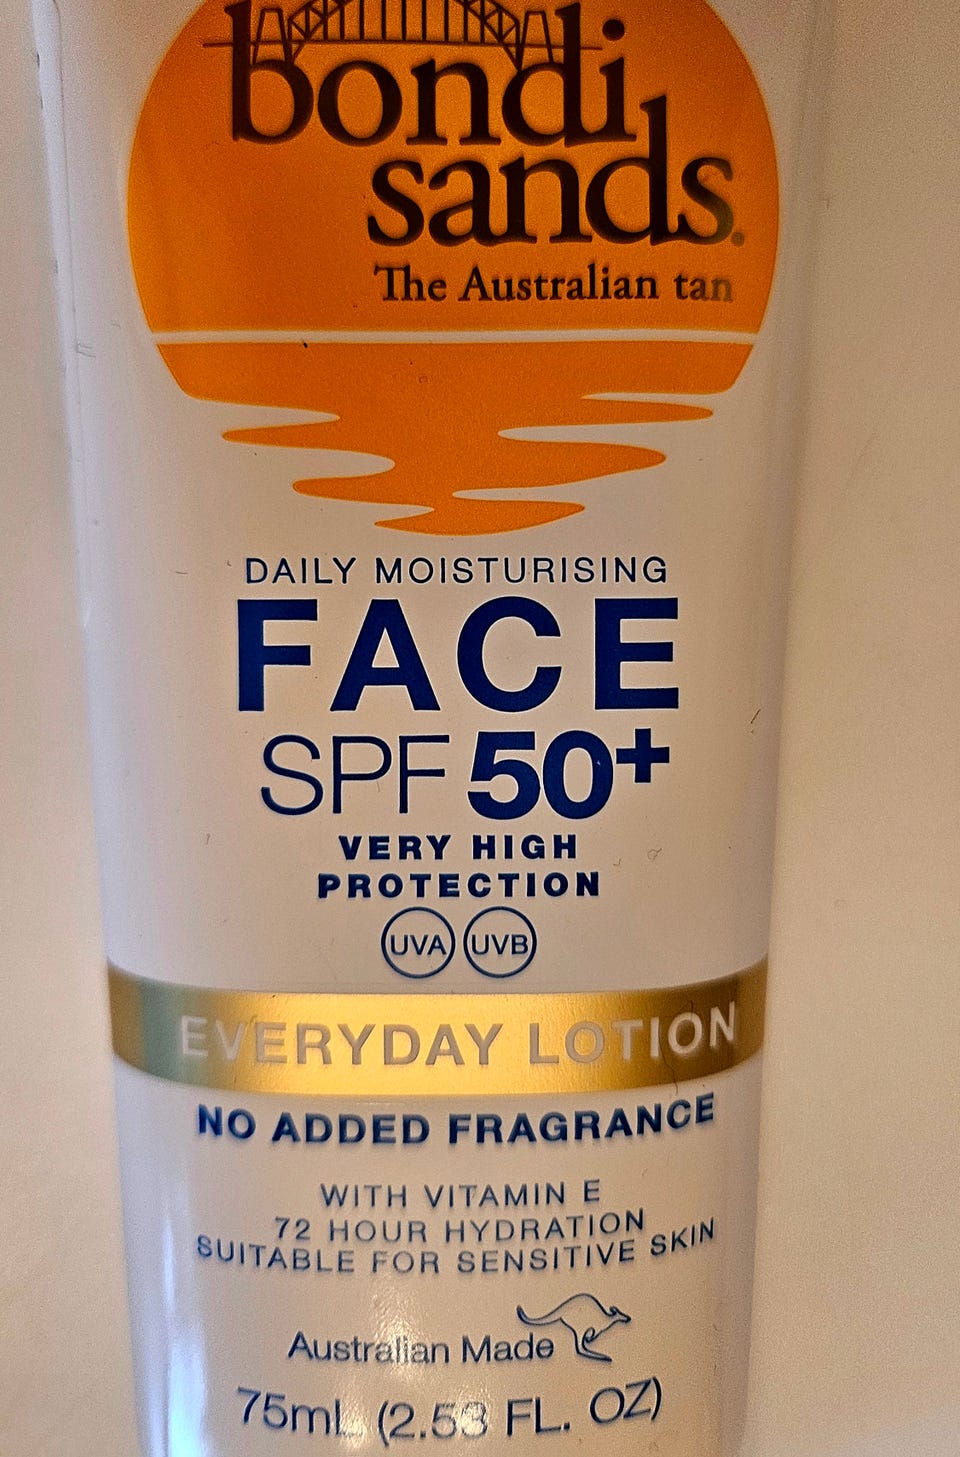 bondi
sands.
The Australian tan
DAILY MOISTURISING
FACE
SPF 50+
VERY HIGH
PROTECTION
UVA UVB
EVERYDAY LOTION
NO ADDED FRAGRANCE
WITH VITAMIN E
72 HOUR HYDRATION
SUITABLE FOR SENSITIVE SKIN
Australian Made
75mL (2.53 FL. OZ)